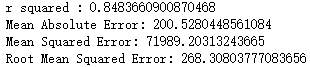 r squared : 0.8483660900870468
Mean Absolute Error: 200.5280448561084
Mean Squared Error: 71989.20313243665
Root Mean Squared Error: 268.30803777083656